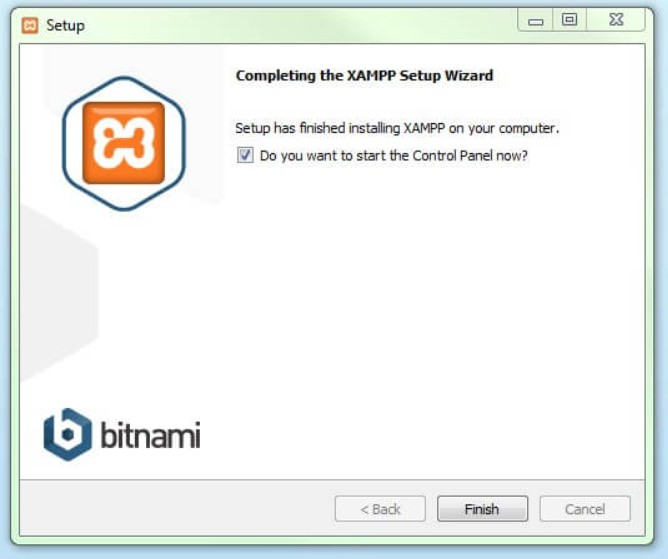 Setup
Completing the XAMPP Setup Wizard
Setup has finished installing XAMPP on your computer.
Do you want to start the Control Panel now?
bitnami
< Back
Finish
Cancel